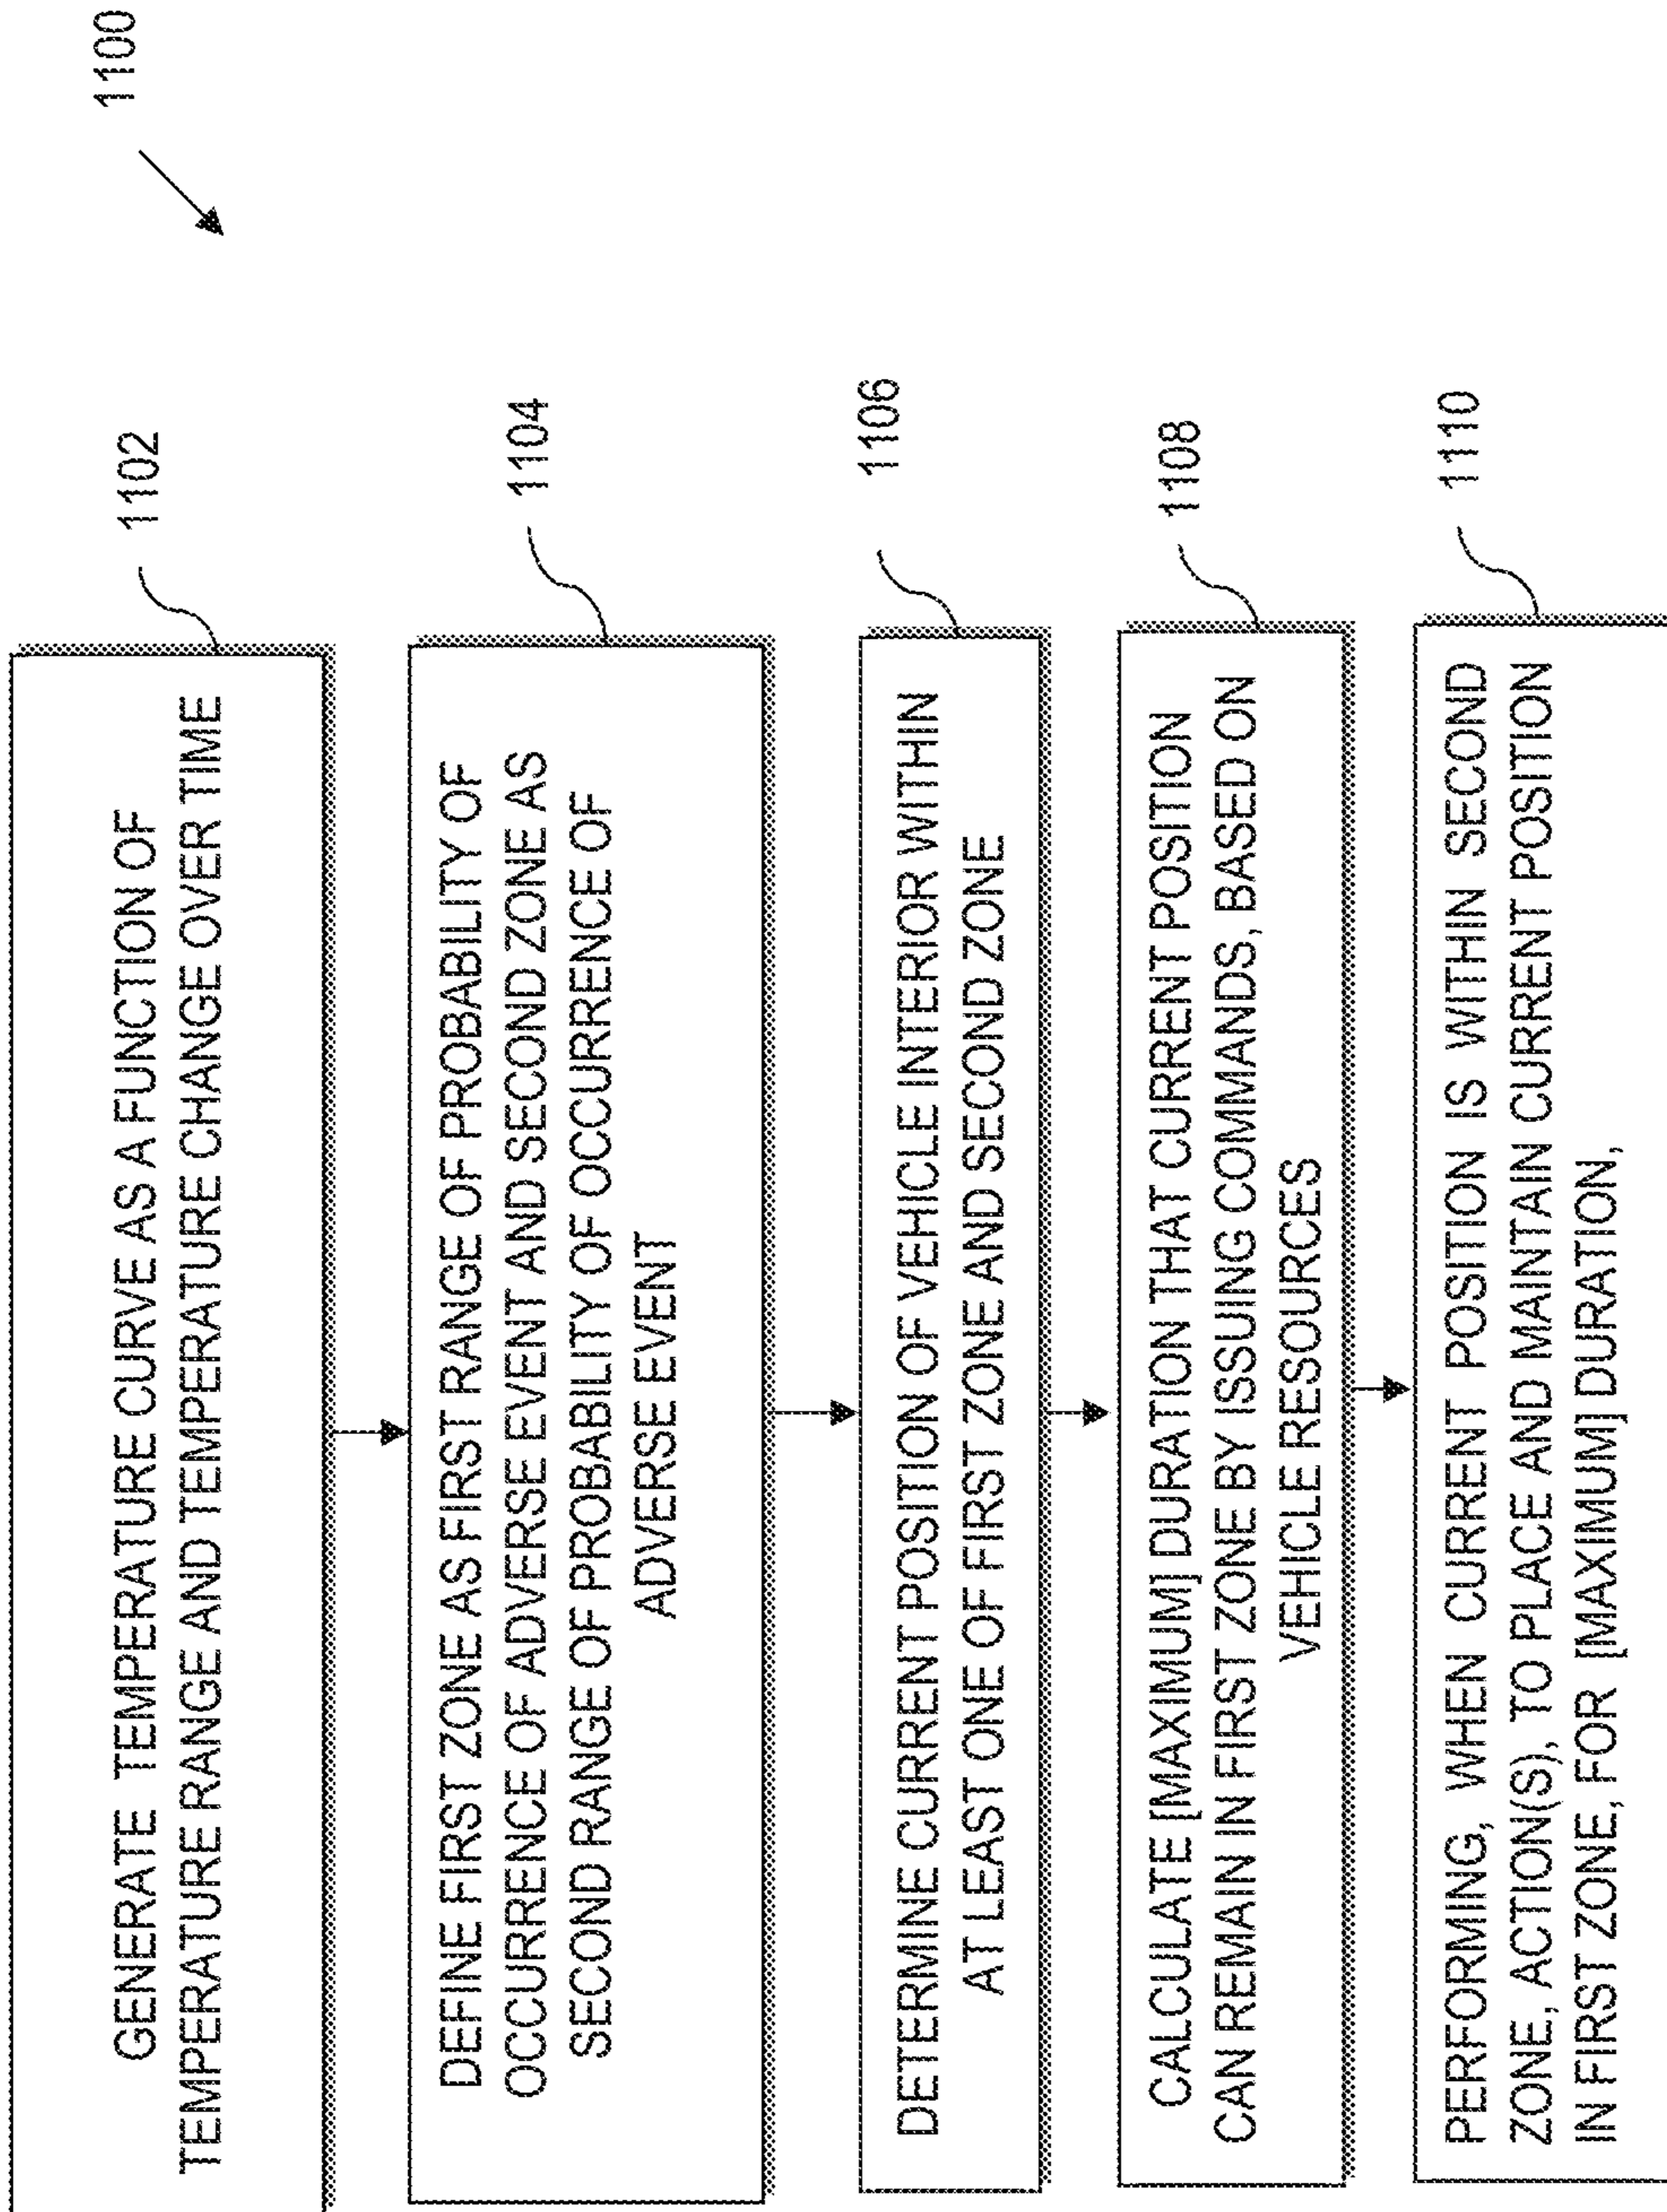 1100
GENERATE TEMPERATURE CURVE AS A FUNCTION OF
TEMPERATURE RANGE AND TEMPERATURE CHANGE OVER TIME
1102
DEFINE FIRST ZONE AS FIRST RANGE OF PROBABILITY OF
OCCURRENCE OF ADVERSE EVENT AND SECOND ZONE AS
SECOND RANGE OF PROBABILITY OF OCCURRENCE OF
ADVERSE EVENT
1104
DETERMINE CURRENT POSITION OF VEHICLE INTERIOR WITHIN
AT LEAST ONE OF FIRST ZONE AND SECOND ZONE
1106
CALCULATE [MAXIMUM] DURATION THAT CURRENT POSITION
CAN REMAIN IN FIRST ZONE BY ISSUING COMMANDS, BASED ON
VEHICLE RESOURCES
1108
PERFORMING, WHEN CURRENT POSITION IS WITHIN SECOND
ZONE, ACTION(S), TO PLACE AND MAINTAIN CURRENT POSITION
IN FIRST ZONE, FOR [MAXIMUM] DURATION,
1110